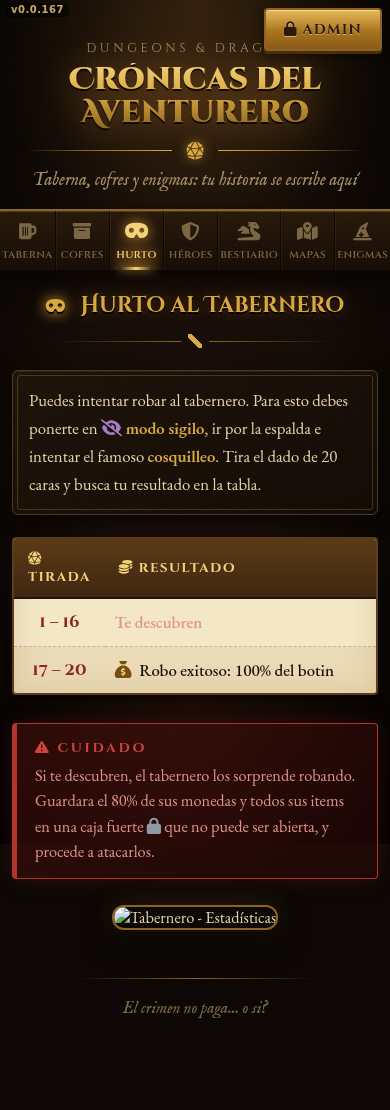 v0.0.167
ADMIN
DUNGEONS & DRAG
CRÓNICAS DEL
AVENTURERO
Taberna, cofres y enigmas: tu historia se escribe aquí
TABERNA COFRES HURTO HÉROES BESTIARIO MAPAS ENIGMAS
HURTO AL TABERNERO
Puedes intentar robar al tabernero. Para esto debes
ponerte en modo sigilo, ir por la espalda e
intentar el famoso cosquilleo. Tira el dado de 20
caras y busca tu resultado en la tabla.
TIRADA RESULTADO
1 – 16 Te descubren
17 – 20 Robo exitoso: 100% del botin
CUIDADO
Si te descubren, el tabernero los sorprende robando.
Guardara el 80% de sus monedas y todos sus items
en una caja fuerte que no puede ser abierta, y
procede a atacarlos.
Tabernero - Estadísticas
El crimen no paga... o si?